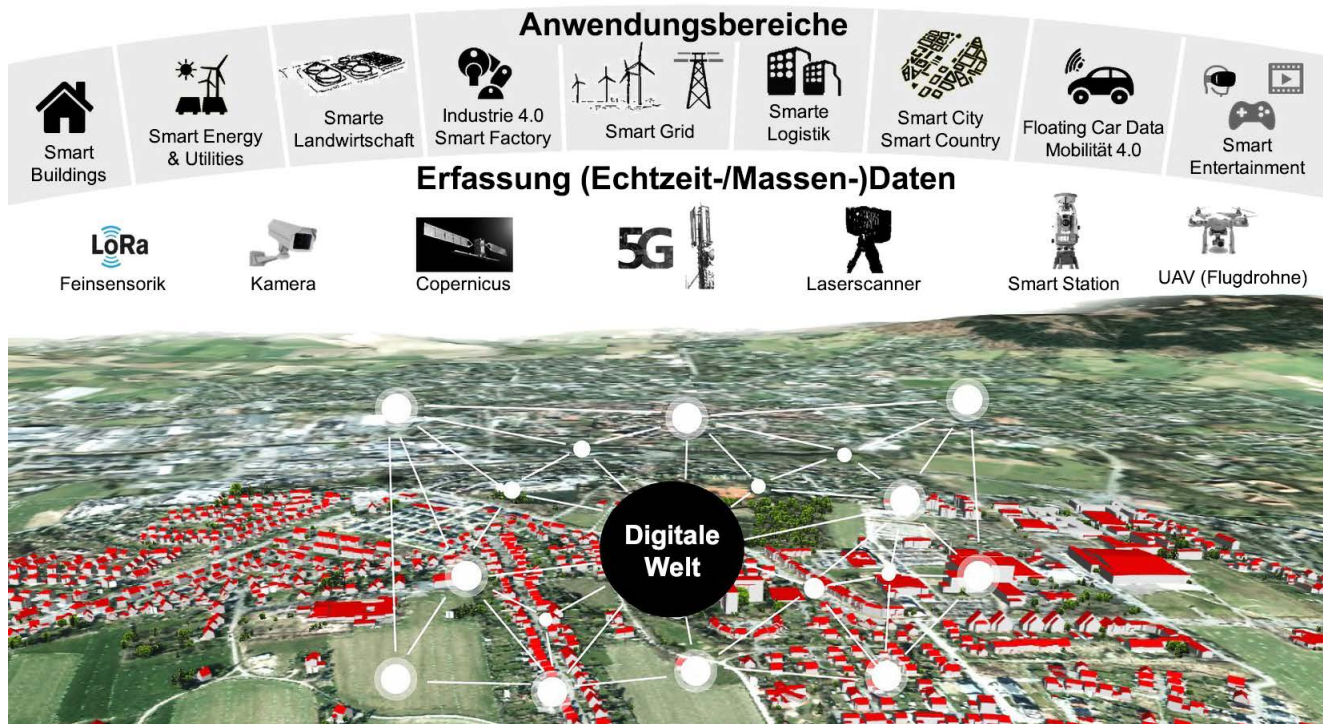 Anwendungsbereiche
Smart
Buildings
Smart Energy
& Utilities
Smarte
Landwirtschaft
Industrie 4.0
Smart Factory
Smart Grid
Smarte
Logistik
Smart City
Smart Country
Floating Car Data
Mobilität 4.0
Smart
Entertainment
Erfassung (Echtzeit-/Massen-)Daten
LoRa
Feinsensorik
Kamera
Copernicus
5G
Laserscanner
Smart Station
UAV (Flugdrohne)
Digitale
Welt